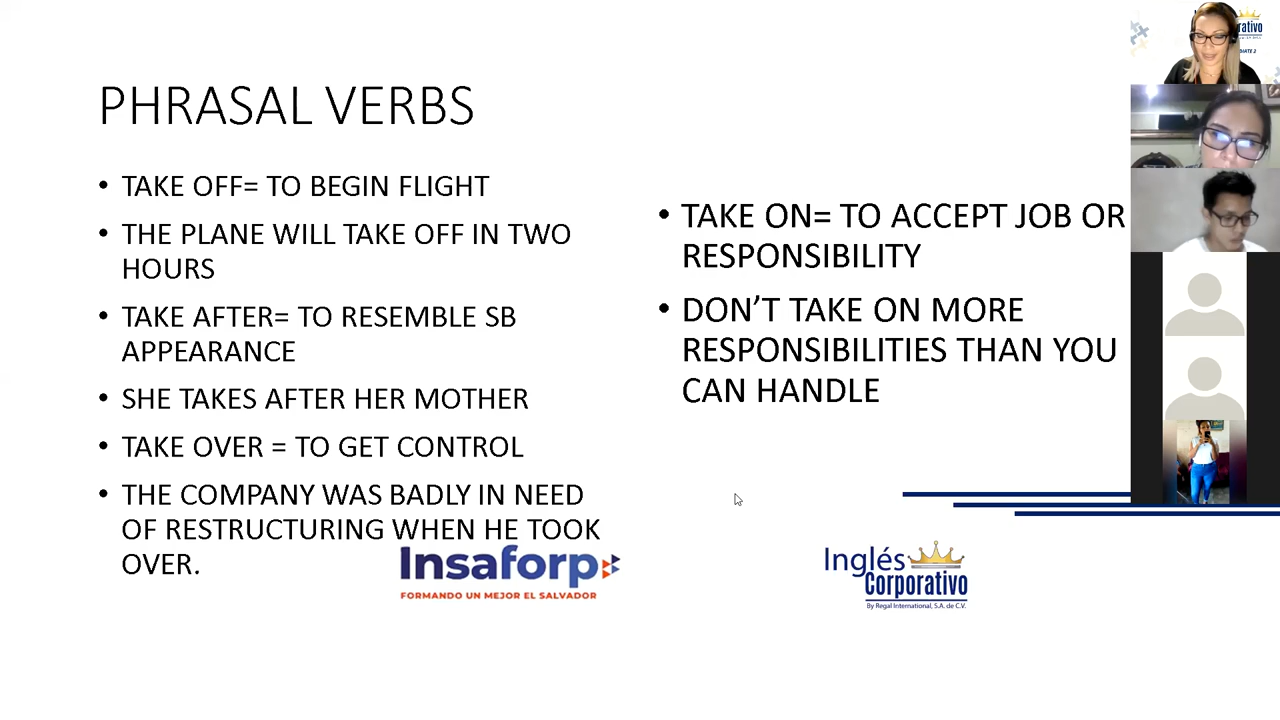 PHRASAL VERBS
• TAKE OFF= TO BEGIN FLIGHT
• THE PLANE WILL TAKE OFF IN TWO
HOURS
• TAKE AFTER= TO RESEMBLE SB
APPEARANCE
• SHE TAKES AFTER HER MOTHER
• TAKE OVER = TO GET CONTROL
• THE COMPANY WAS BADLY IN NEED
OF RESTRUCTURING WHEN HE TOOK
OVER.
• TAKE ON= TO ACCEPT JOB OR
RESPONSIBILITY
• DON’T TAKE ON MORE
RESPONSIBILITIES THAN YOU
CAN HANDLE
Insaforp
FORMANDO UN MEJOR EL SALVADOR
Inglés
Corporativo
By Regal International, S.A. de C.V.